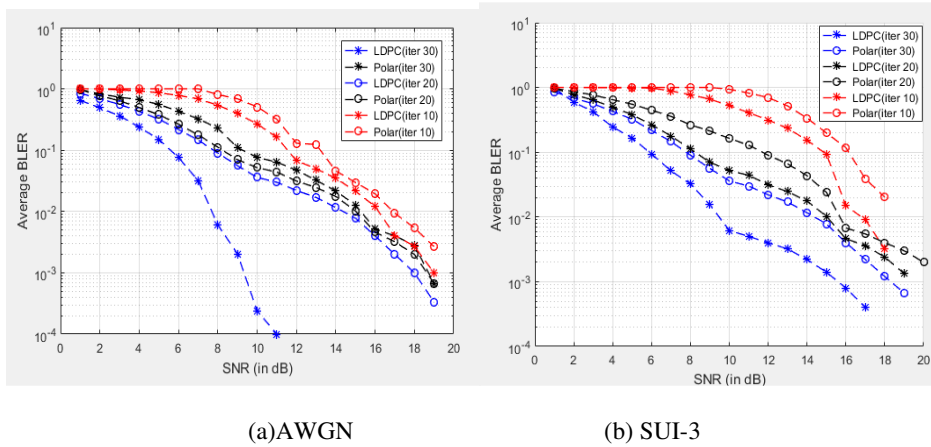 10^1
10^0
10^-1
10^-2
10^-3
10^-4
Average BLER
0 2 4 6 8 10 12 14 16 18 20
SNR (in dB)
LDPC(iter 30)
Polar(iter 30)
LDPC(iter 20)
Polar(iter 20)
LDPC(iter 10)
Polar(iter 10)
(a)AWGN
10^1
10^0
10^-1
10^-2
10^-3
10^-4
Average BLER
0 2 4 6 8 10 12 14 16 18 20
SNR (in dB)
LDPC(iter 30)
Polar(iter 30)
LDPC(iter 20)
Polar(iter 20)
LDPC(iter 10)
Polar(iter 10)
(b) SUI-3